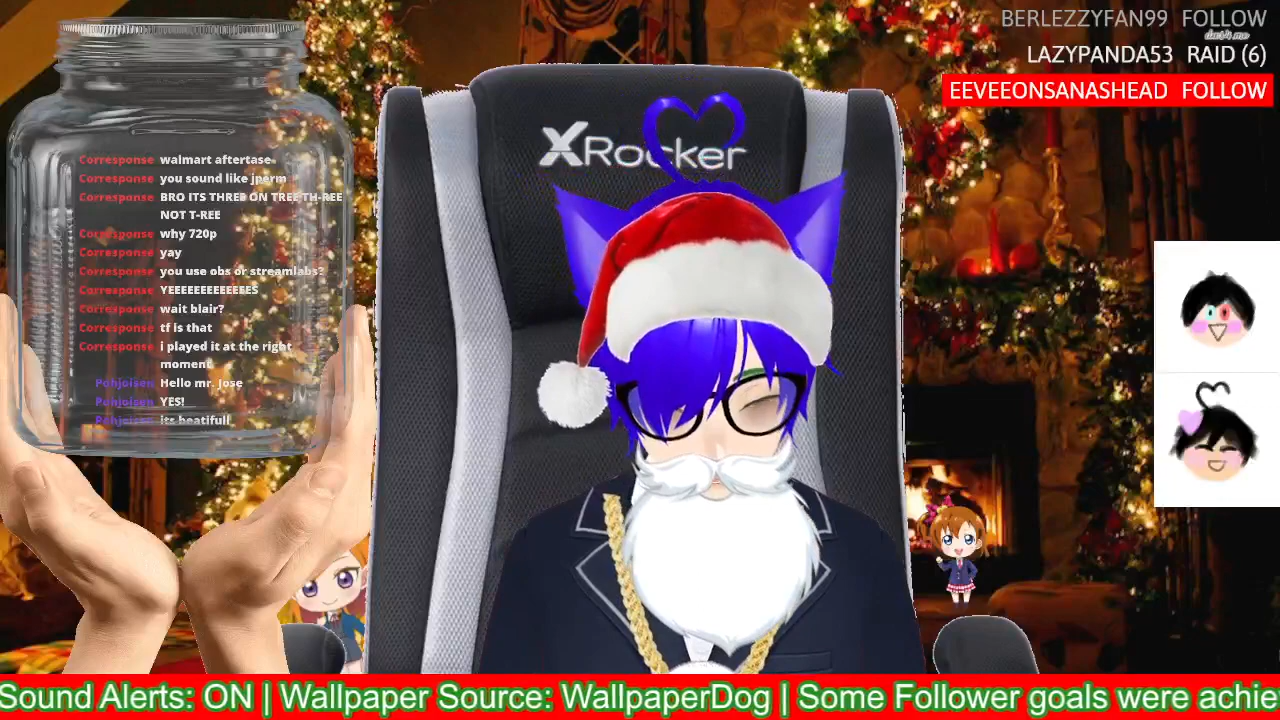 BERLEZZYFAN99 FOLLOW
LAZYPANDA53 RAID (6)
EEVEEONSANASHEAD FOLLOW
XRocker
Corresponse walmart aftertase
Corresponse you sound like jperm
Corresponse BRO ITS THREE ON TREE TH-REE
NOT T-REE
Corresponse why 720p
Corresponse yay
Corresponse you use obs or streamlabs?
Corresponse YEEEEEEEEEEEEES
Corresponse wait blair?
Corresponse tf is that
Corresponse i played it at the right
moment
Pohjoisen Hello mr. Jose
Pohjoisen YES!
Pohjoisen its beatifull
Sound Alerts: ON | Wallpaper Source: WallpaperDog | Some Follower goals were achie